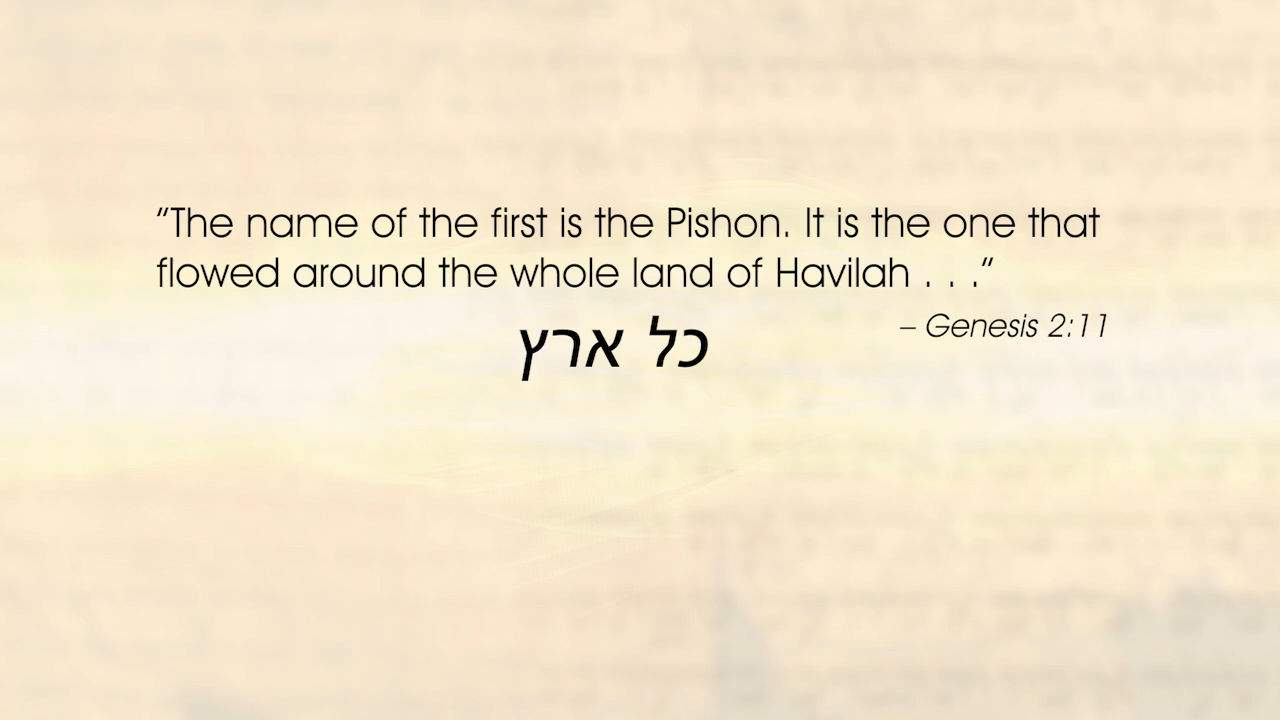 “The name of the first is the Pishon. It is the one that
flowed around the whole land of Havilah . . .”
– Genesis 2:11
כל ארץ